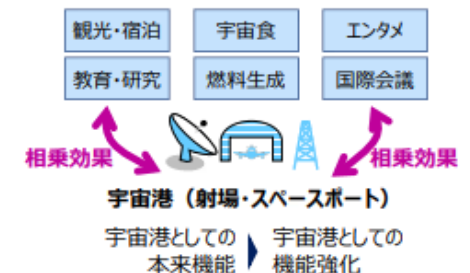 観光・宿泊 宇宙食 エンタメ
教育・研究 燃料生成 国際会議
相乗効果 相乗効果
宇宙港（射場・スペースポート）
宇宙港としての 宇宙港としての
本来機能 機能強化